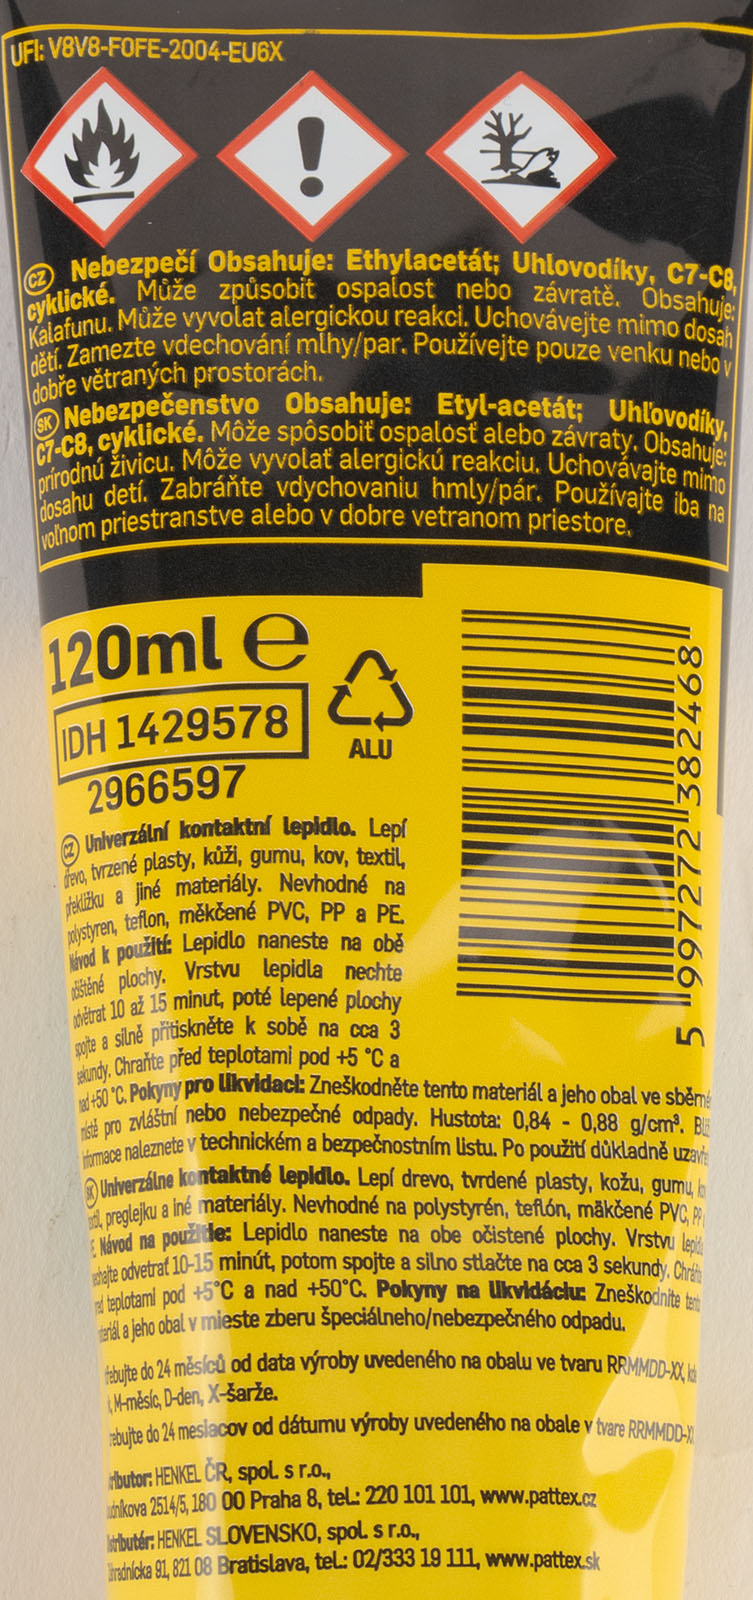 UFI: V8V8-F0FE-2004-EU6X
CZ Nebezpečí Obsahuje: Ethylacetát; Uhlovodíky, C7-C8,
cyklické. Může způsobit ospalost nebo závratě. Obsahuje:
Kalafunu. Může vyvolat alergickou reakci. Uchovávejte mimo dosah
dětí. Zamezte vdechování mlhy/par. Používejte pouze venku nebo v
dobře větraných prostorách.
SK Nebezpečenstvo Obsahuje: Etyl-acetát; Uhľovodíky,
C7-C8, cyklické. Môže spôsobiť ospalosť alebo závraty. Obsahuje:
prírodnú živicu. Môže vyvolať alergickú reakciu. Uchovávajte mimo
dosahu detí. Zabráňte vdychovaniu hmly/pár. Používajte iba na
voľnom priestranstve alebo v dobre vetranom priestore.
120ml e
IDH 1429578
2966597
ALU
5 997272 382468
CZ Univerzální kontaktní lepidlo. Lepí
dřevo, tvrzené plasty, kůži, gumu, kov, textil,
překližku a jiné materiály. Nevhodné na
polystyren, teflon, měkčené PVC, PP a PE.
Návod k použití: Lepidlo naneste na obě
očištěné plochy. Vrstvu lepidla nechte
odvětrat 10 až 15 minut, poté lepené plochy
spojte a silně přitiskněte k sobě na cca 3
sekundy. Chraňte před teplotami pod +5 °C a
nad +50 °C. Pokyny pro likvidaci: Zneškodněte tento materiál a jeho obal ve sběrné
místě pro zvláštní nebo nebezpečné odpady. Hustota: 0,84 - 0,88 g/cm³.
informace naleznete v technickém a bezpečnostním listu. Po použití důkladně
SK Univerzálne kontaktné lepidlo. Lepí drevo, tvrdené plasty, kožu, gumu,
preglejku a iné materiály. Nevhodné na polystyrén, teflón, mäkčené PVC, PP
Návod na použitie: Lepidlo naneste na obe očistené plochy. Vrstvu
odvetrať 10-15 minút, potom spojte a silno stlačte na cca 3 sekundy.
teplotami pod +5°C a nad +50°C. Pokyny na likvidáciu: Zneškodnite
a jeho obal v mieste zberu špeciálneho/nebezpečného odpadu.
do 24 měsíců od data výroby uvedeného na obalu ve tvaru RRMMDD-XX,
M-měsíc, D-den, X-šarže.
do 24 mesiacov od dátumu výroby uvedeného na obale v tvare RRMMDD-XX
HENKEL ČR, spol. s r.o.,
2514/5, 180 00 Praha 8, tel.: 220 101 101, www.pattex.cz
HENKEL SLOVENSKO, spol. s r.o.,
91, 821 08 Bratislava, tel.: 02/333 19 111, www.pattex.sk